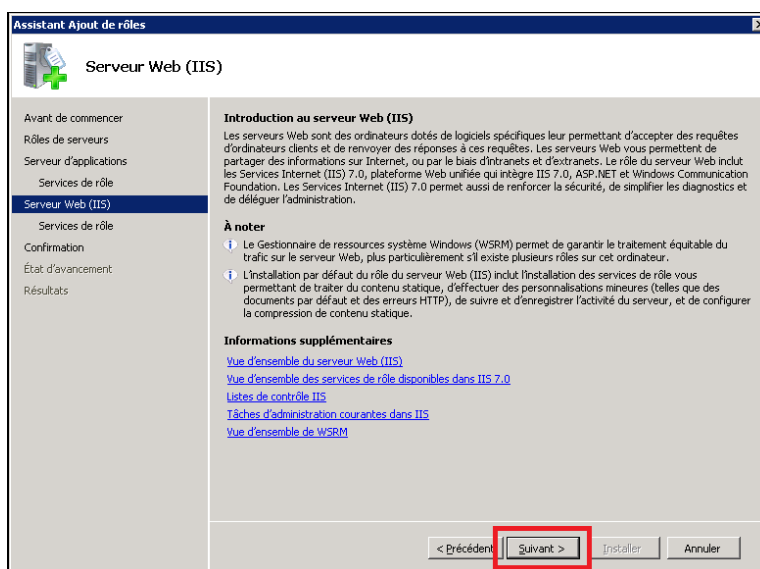 Assistant Ajout de rôles
Serveur Web (IIS)
Avant de commencer
Rôles de serveurs
Serveur d'applications
Services de rôle
Serveur Web (IIS)
Services de rôle
Confirmation
État d'avancement
Résultats
Introduction au serveur Web (IIS)
Les serveurs Web sont des ordinateurs dotés de logiciels spécifiques leur permettant d'accepter des requêtes
d'ordinateurs clients et de renvoyer des réponses à ces requêtes. Les serveurs Web vous permettent de
partager des informations sur Internet, ou par le biais d'intranets et d'extranets. Le rôle du serveur Web inclut
les Services Internet (IIS) 7.0, plateforme Web unifiée qui intègre IIS 7.0, ASP.NET et Windows Communication
Foundation. Les Services Internet (IIS) 7.0 permet aussi de renforcer la sécurité, de simplifier les diagnostics et
de déléguer l'administration.
À noter
Le Gestionnaire de ressources système Windows (WSRM) permet de garantir le traitement équitable du
trafic sur le serveur Web, plus particulièrement s'il existe plusieurs rôles sur cet ordinateur.
L'installation par défaut du rôle du serveur Web (IIS) inclut l'installation des services de rôle vous
permettant de traiter du contenu statique, d'effectuer des personnalisations mineures (telles que des
documents par défaut et des erreurs HTTP), de suivre et d'enregistrer l'activité du serveur, et de configurer
la compression de contenu statique.
Informations supplémentaires
Vue d'ensemble du serveur Web (IIS)
Vue d'ensemble des services de rôle disponibles dans IIS 7.0
Listes de contrôle IIS
Tâches d'administration courantes dans IIS
Vue d'ensemble de WSRM
< Précédent
Suivant >
Installer
Annuler